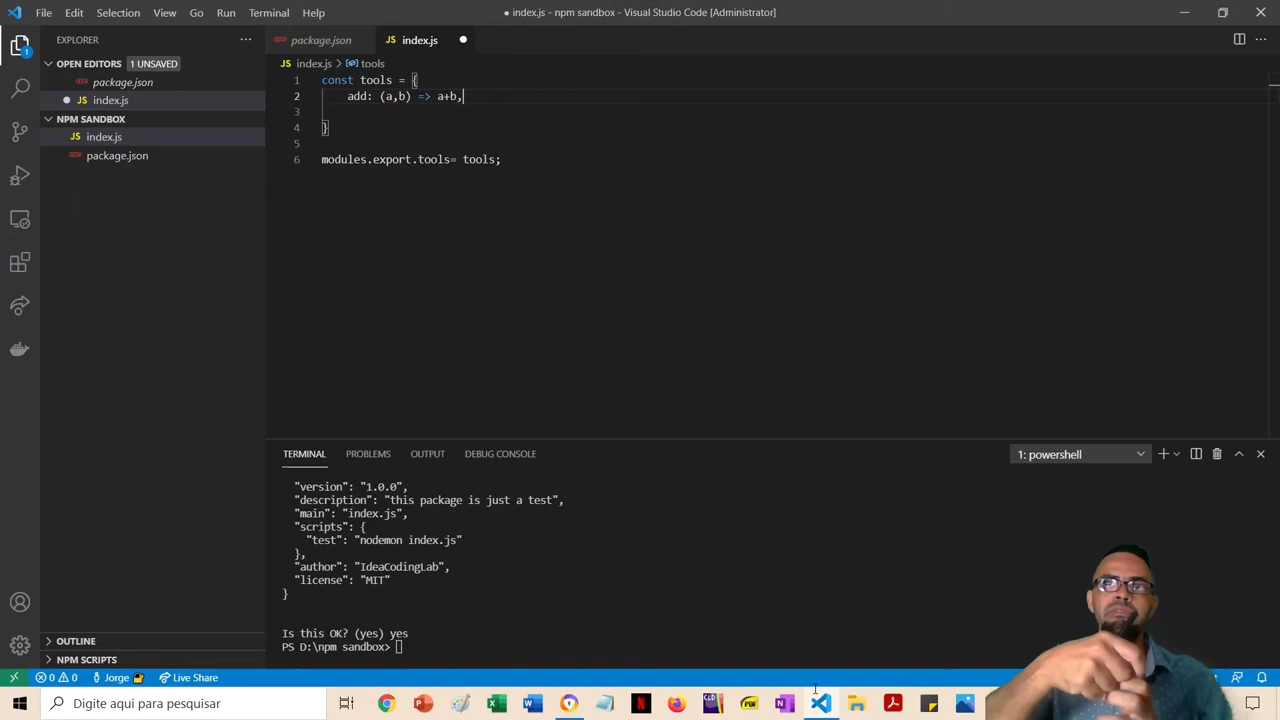 File Edit Selection View Go Run Terminal Help
● index.js - npm sandbox - Visual Studio Code [Administrator]
EXPLORER
OPEN EDITORS 1 UNSAVED
package.json
index.js
NPM SANDBOX
JS index.js
package.json
OUTLINE
NPM SCRIPTS
package.json JS index.js
JS index.js > tools
1 const tools = {
2 add: (a,b) => a+b,
3
4 }
5
6 modules.export.tools= tools;
TERMINAL PROBLEMS OUTPUT DEBUG CONSOLE 1: powershell
"version": "1.0.0",
"description": "this package is just a test",
"main": "index.js",
"scripts": {
"test": "nodemon index.js"
},
"author": "IdeaCodingLab",
"license": "MIT"
}
Is this OK? (yes) yes
PS D:\npm sandbox>
0 0 Jorge Live Share
Digite aqui para pesquisar